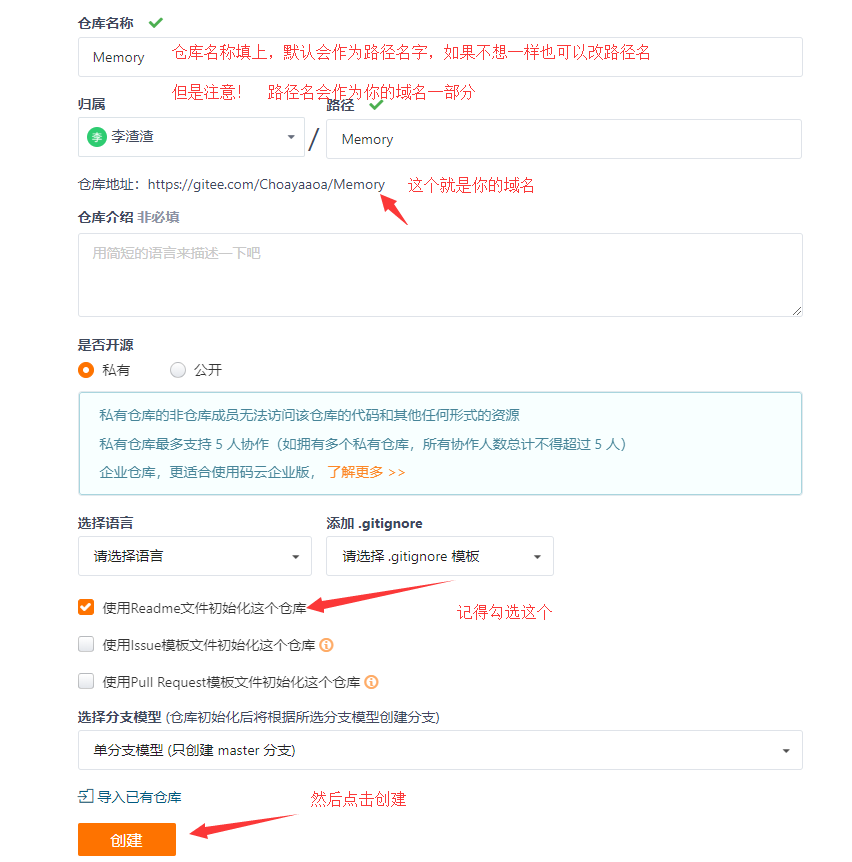 仓库名称
Memory 仓库名称填上，默认会作为路径名字，如果不想一样也可以改路径名
但是注意！ 路径名会作为你的域名一部分
归属 路径
李 李渣渣 / Memory
仓库地址：https://gitee.com/Choayaaoa/Memory 这个就是你的域名
仓库介绍 非必填
用简短的语言来描述一下吧
是否开源
私有 公开
私有仓库的非仓库成员无法访问该仓库的代码和其他任何形式的资源
私有仓库最多支持 5 人协作（如拥有多个私有仓库，所有协作人数总计不得超过 5 人）
企业仓库，更适合使用码云企业版， 了解更多 >>
选择语言 添加 .gitignore
请选择语言 请选择 .gitignore 模板
使用Readme文件初始化这个仓库 记得勾选这个
使用Issue模板文件初始化这个仓库
使用Pull Request模板文件初始化这个仓库
选择分支模型 (仓库初始化后将根据所选分支模型创建分支)
单分支模型 (只创建 master 分支)
导入已有仓库 然后点击创建
创建